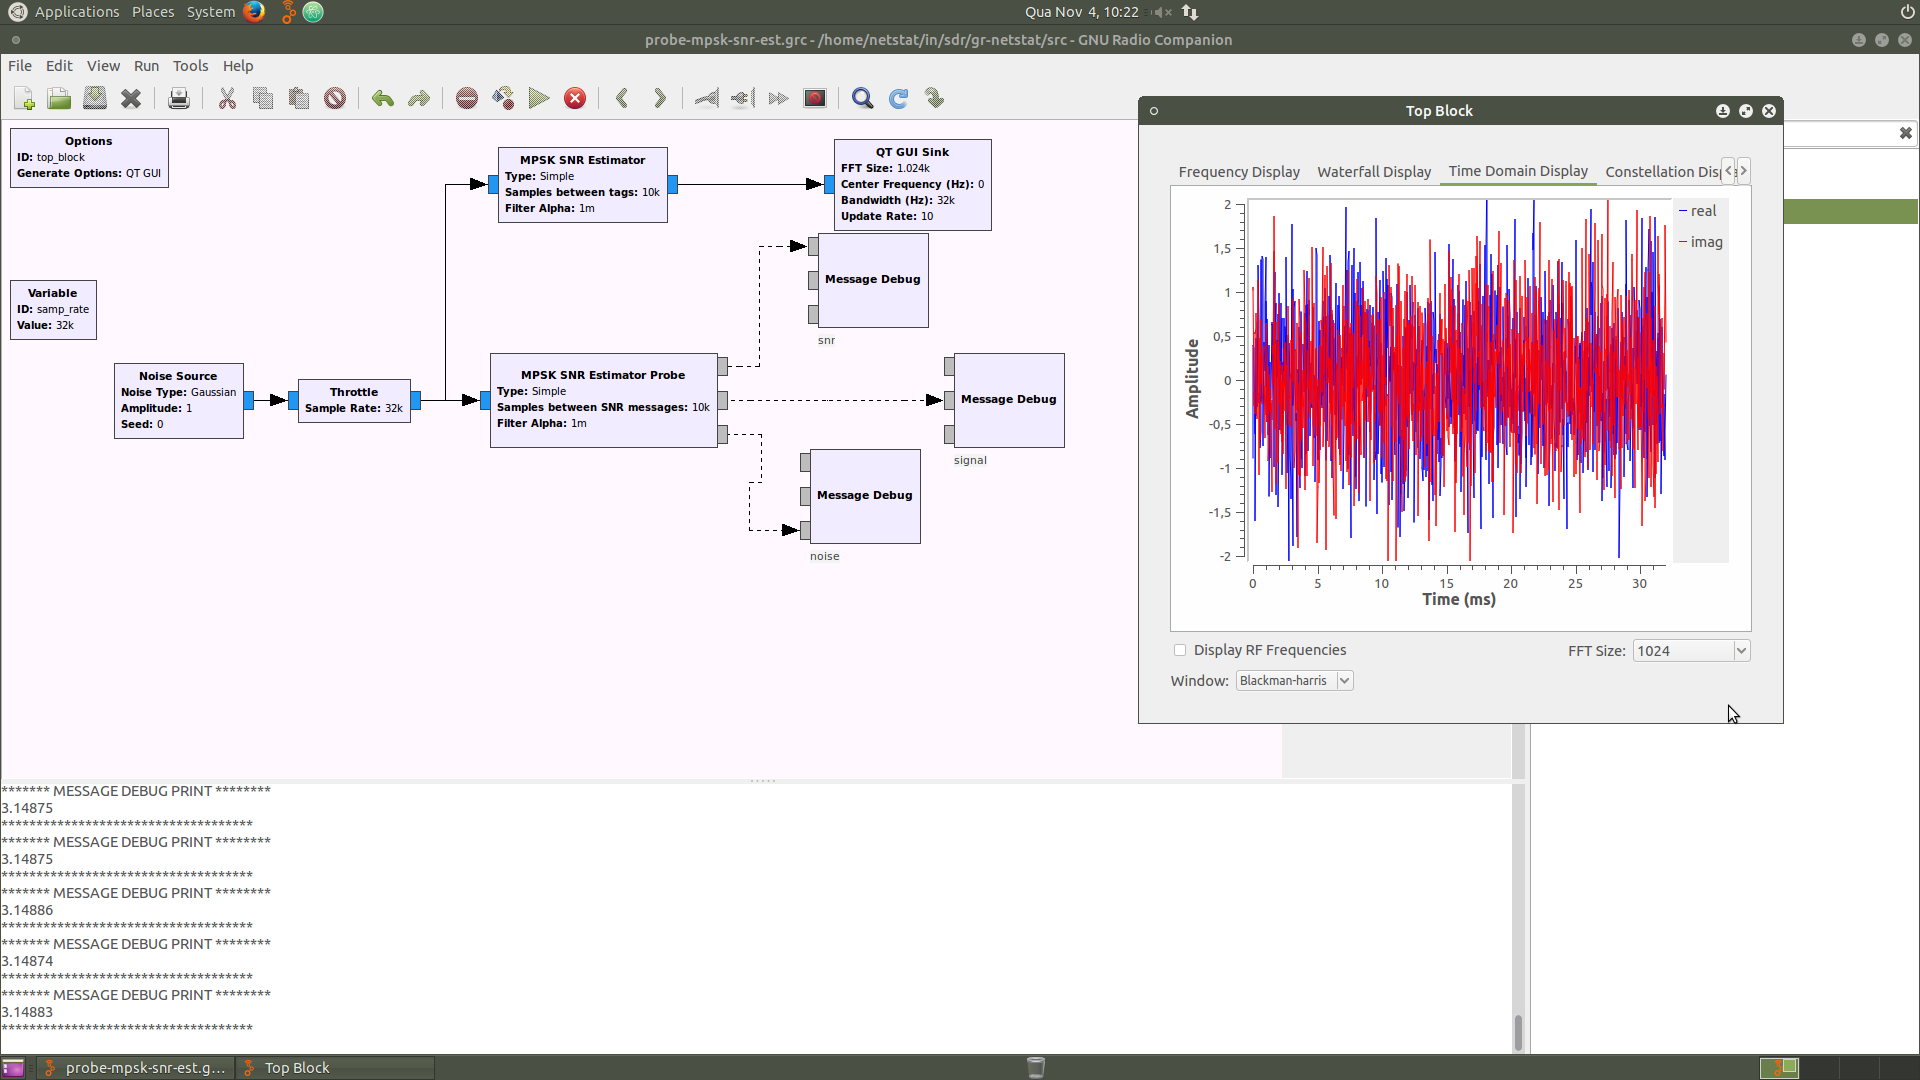 Applications Places System
Qua Nov 4, 10:22
probe-mpsk-snr-est.grc - /home/netstat/in/sdr/gr-netstat/src - GNU Radio Companion
File Edit View Run Tools Help
Options
ID: top_block
Generate Options: QT GUI
Variable
ID: samp_rate
Value: 32k
Noise Source
Noise Type: Gaussian
Amplitude: 1
Seed: 0
Throttle
Sample Rate: 32k
MPSK SNR Estimator
Type: Simple
Samples between tags: 10k
Filter Alpha: 1m
QT GUI Sink
FFT Size: 1.024k
Center Frequency (Hz): 0
Bandwidth (Hz): 32k
Update Rate: 10
Message Debug
snr
MPSK SNR Estimator Probe
Type: Simple
Samples between SNR messages: 10k
Filter Alpha: 1m
Message Debug
signal
Message Debug
noise
Top Block
Frequency Display Waterfall Display Time Domain Display Constellation Disp
2
1,5
1
0,5
0
-0,5
-1
-1,5
-2
Amplitude
real
imag
0 5 10 15 20 25 30
Time (ms)
Display RF Frequencies
FFT Size: 1024
Window: Blackman-harris
******* MESSAGE DEBUG PRINT ********
3.14875
************************************
******* MESSAGE DEBUG PRINT ********
3.14875
************************************
******* MESSAGE DEBUG PRINT ********
3.14886
************************************
******* MESSAGE DEBUG PRINT ********
3.14874
************************************
******* MESSAGE DEBUG PRINT ********
3.14883
************************************
probe-mpsk-snr-est.g... Top Block